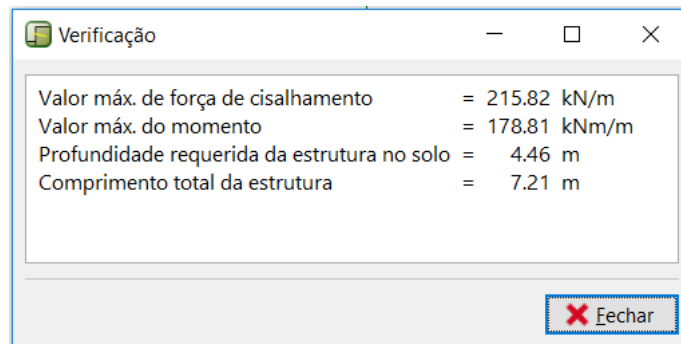 Verificação
Valor máx. de força de cisalhamento = 215.82 kN/m
Valor máx. do momento = 178.81 kNm/m
Profundidade requerida da estrutura no solo = 4.46 m
Comprimento total da estrutura = 7.21 m
Fechar